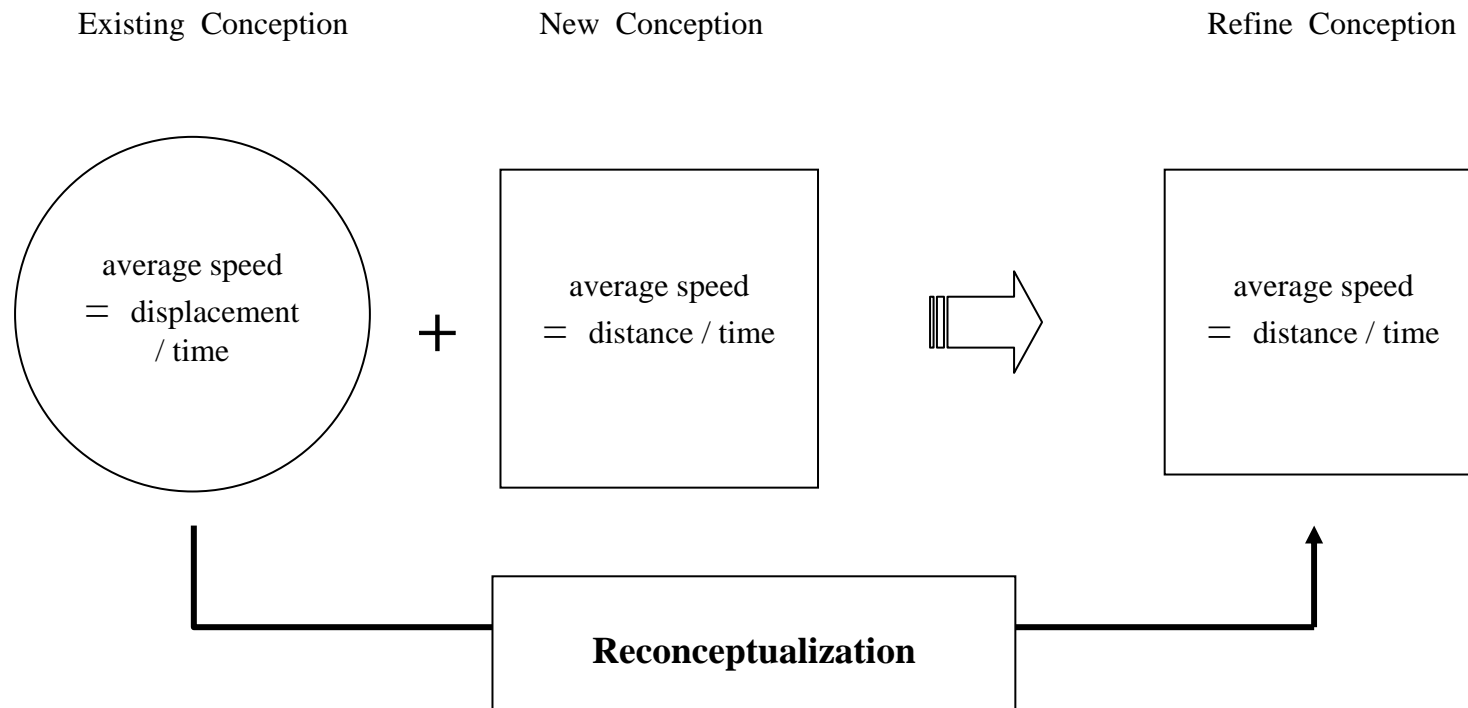 Existing Conception New Conception Refine Conception
average speed
= displacement
/ time
+
average speed
= distance / time
average speed
= distance / time
Reconceptualization